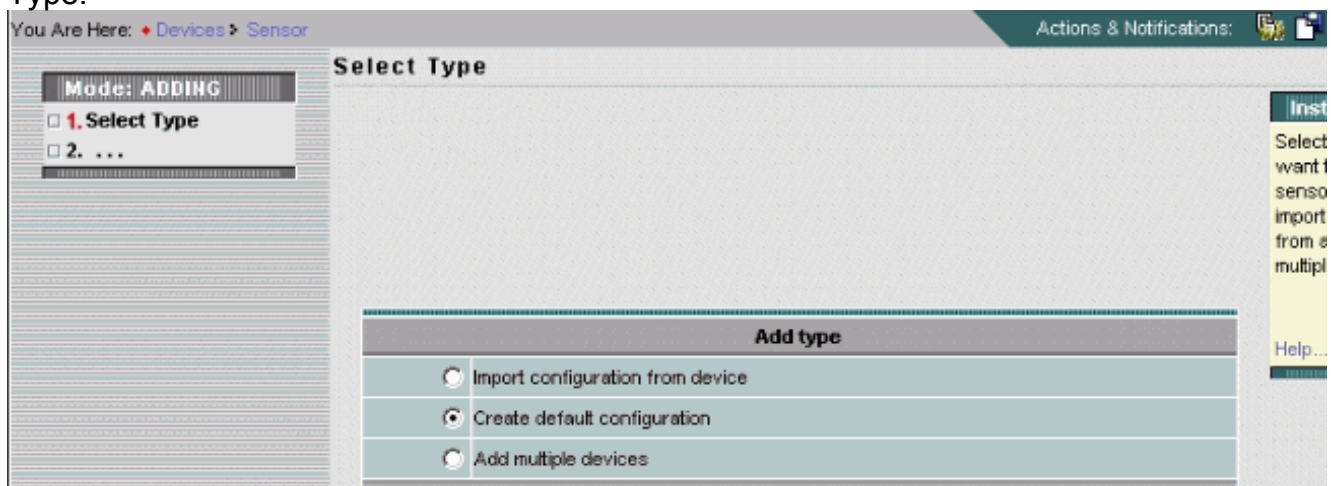 Type.
You Are Here: Devices > Sensor
Actions & Notifications:
Select Type
Mode: ADDING
1. Select Type
2. ...
Inst
Select
want
senso
import
from
multipl
Help...
Add type
Import configuration from device
Create default configuration
Add multiple devices